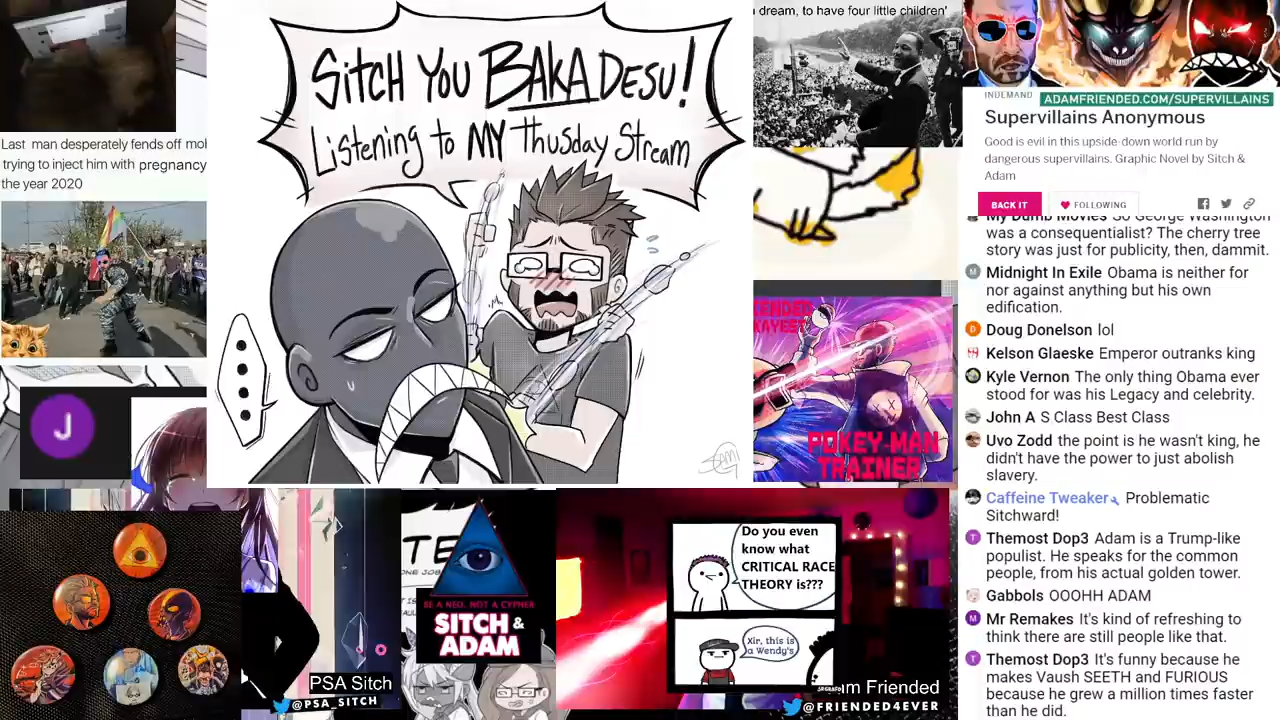 Last man desperately fends off mol
trying to inject him with pregnancy
the year 2020
J
SITCH YOU BAKA DESU!
Listening to MY Thusday Stream
SAMI
dream, to have four little children'
KAYEST
POKEY-MAN
TRAINER
ADAMFRIENDED.COM/SUPERVILLAINS
INDEMAND
Supervillains Anonymous
Good is evil in this upside-down world run by
dangerous supervillains. Graphic Novel by Sitch &
Adam
BACK IT
FOLLOWING
My Dumb Movies So George Washington
was a consequentialist? The cherry tree
story was just for publicity, then, dammit.
Midnight In Exile Obama is neither for
nor against anything but his own
edification.
Doug Donelson lol
Kelson Glaeske Emperor outranks king
Kyle Vernon The only thing Obama ever
stood for was his Legacy and celebrity.
John A S Class Best Class
Uvo Zodd the point is he wasn't king, he
didn't have the power to just abolish
slavery.
Caffeine Tweaker Problematic
Sitchward!
Themost Dop3 Adam is a Trump-like
populist. He speaks for the common
people, from his actual golden tower.
Gabbols OOOHH ADAM
Mr Remakes It's kind of refreshing to
think there are still people like that.
Themost Dop3 It's funny because he
makes Vaush SEETH and FURIOUS
because he grew a million times faster
than he did.
BE A NEO, NOT A CYPHER
SITCH &
ADAM
Do you even
know what
CRITICAL RACE
THEORY is???
Xir, this is
a Wendy's
PSA Sitch
@PSA_SITCH
m Friended
@FRIENDED4EVER